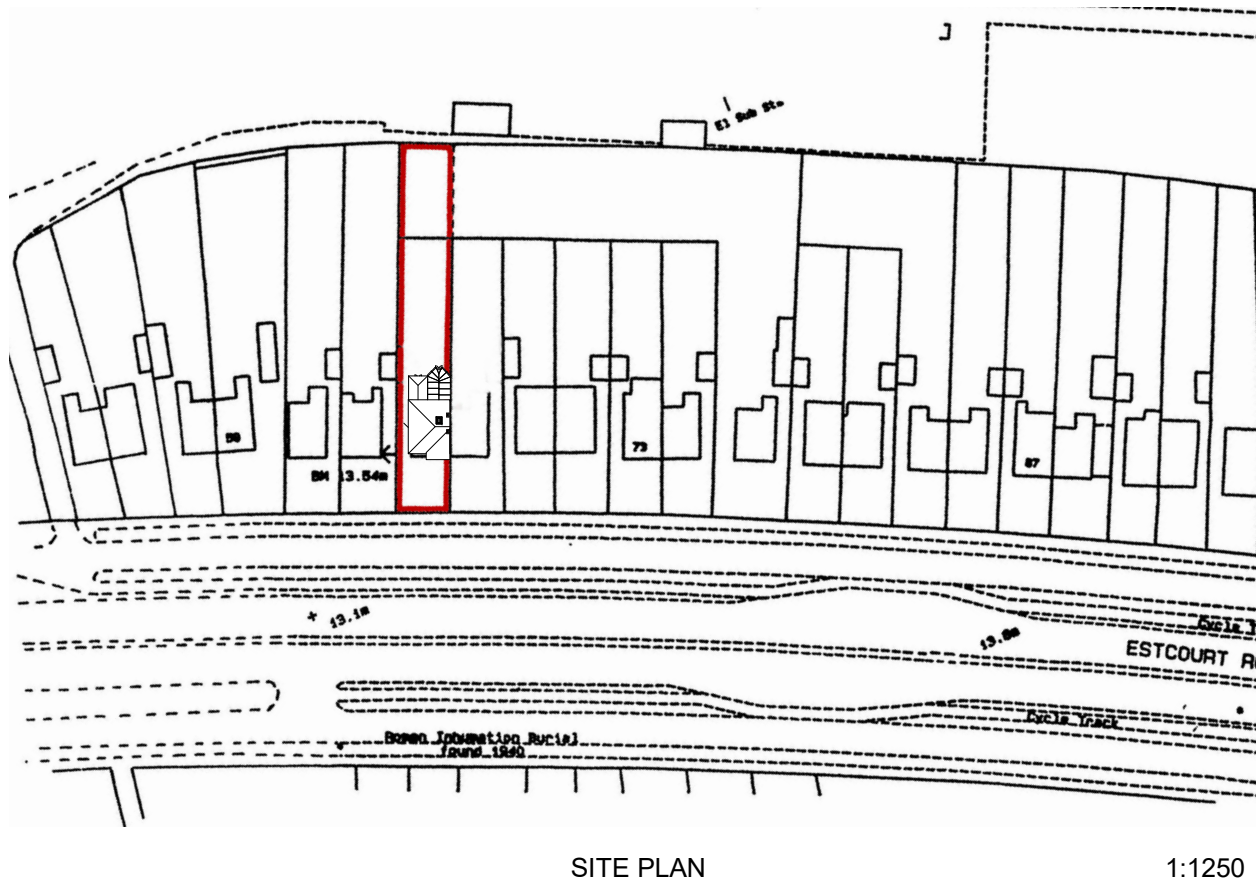 El Sub Sta
59
73
87
BM 13.54m
13.1m
13.8m
Cycle T
ESTCOURT R
Cycle Track
Roman Inhumation Burial
found 1940
SITE PLAN
1:1250